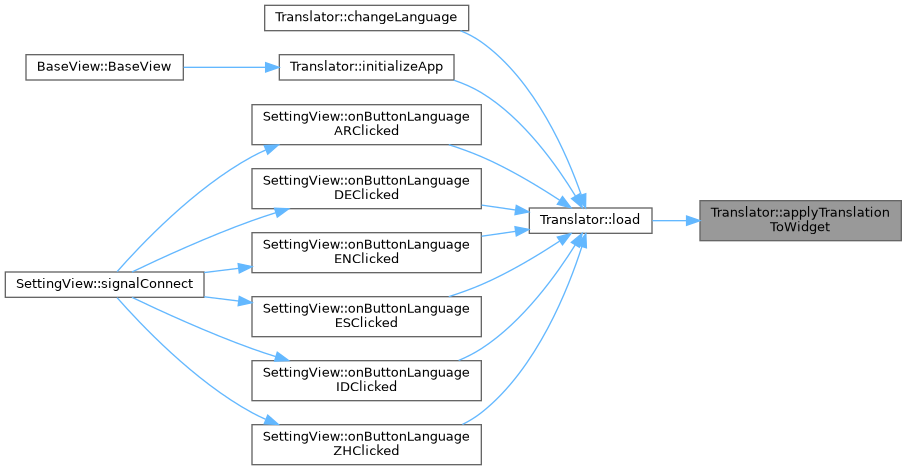 Translator::changeLanguage
BaseView::BaseView
Translator::initializeApp
SettingView::onButtonLanguage
ARClicked
SettingView::onButtonLanguage
DEClicked
Translator::applyTranslation
ToWidget
Translator::load
SettingView::onButtonLanguage
ENClicked
SettingView::signalConnect
SettingView::onButtonLanguage
ESClicked
SettingView::onButtonLanguage
IDClicked
SettingView::onButtonLanguage
ZHClicked